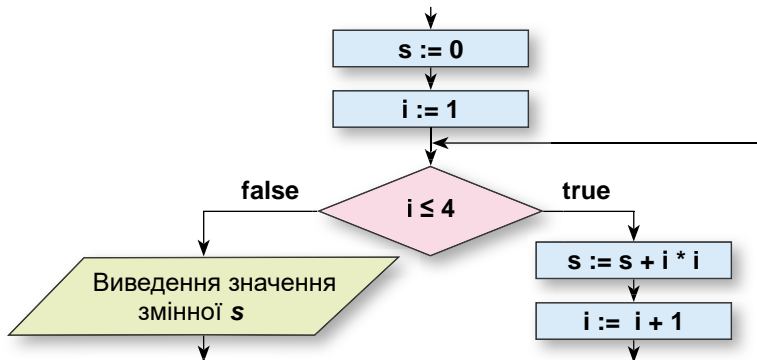 s := 0
i := 1
false
i ≤ 4
true
s := s + i * i
Виведення значення
змінної s
i := i + 1